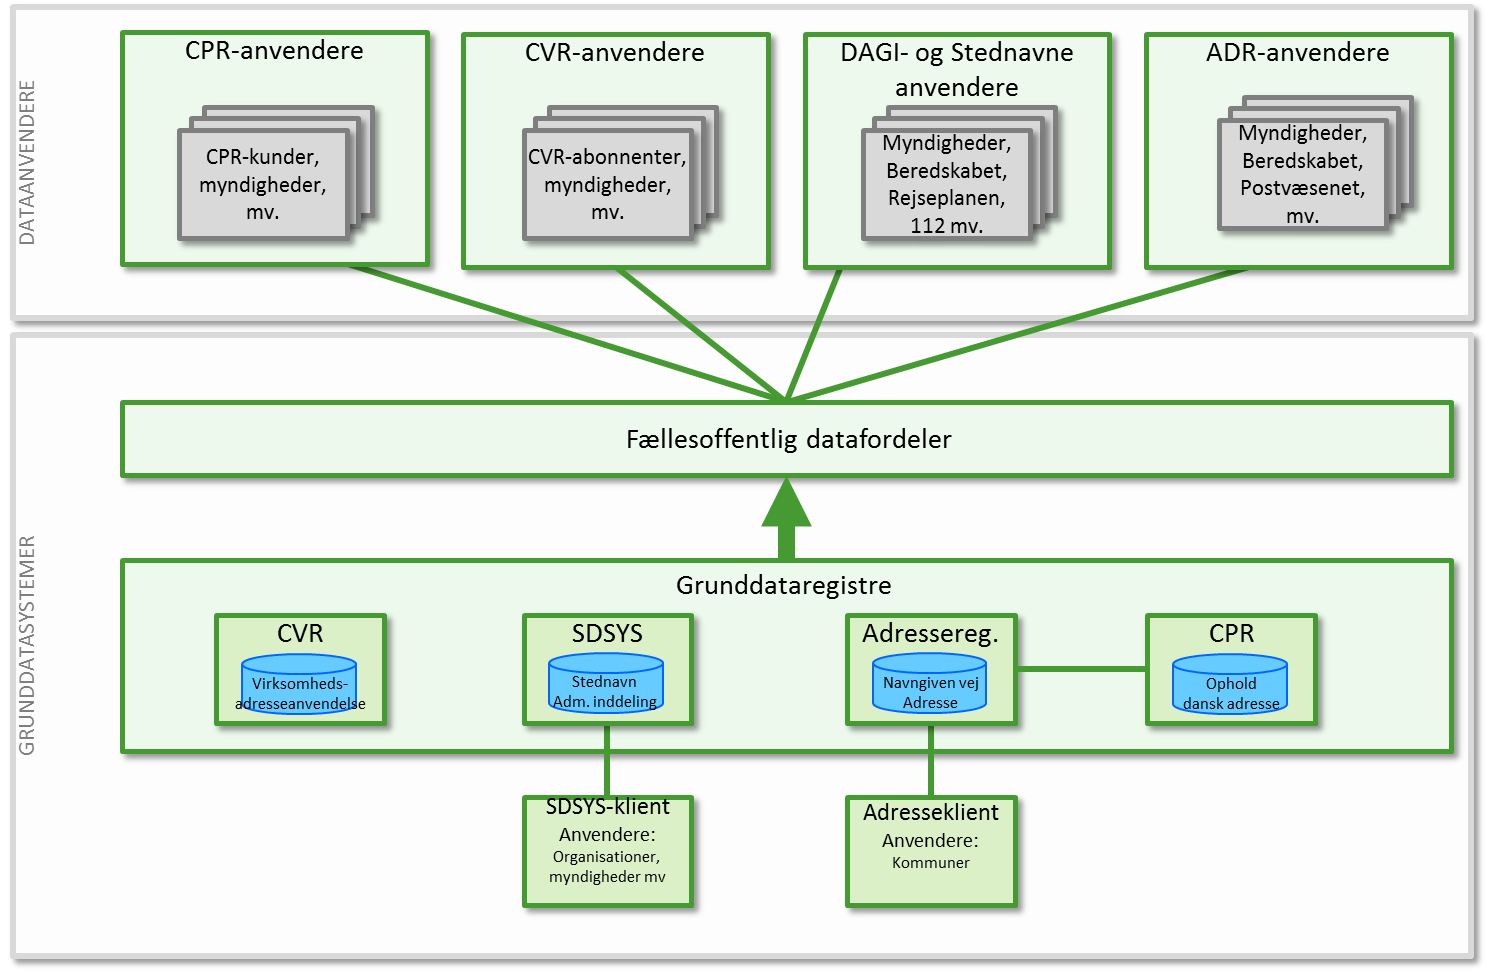 DATAANVENDERE
CPR-anvendere
CPR-kunder,
myndigheder,
mv.
CVR-anvendere
CVR-abonnenter,
myndigheder,
mv.
DAGI- og Stednavne
anvendere
Myndigheder,
Beredskabet,
Rejseplanen,
112 mv.
ADR-anvendere
Myndigheder,
Beredskabet,
Postvæsenet,
mv.
GRUNDDATASYSTEMER
Fællesoffentlig datafordeler
Grunddataregistre
CVR
Virksomheds-
adresseanvendelse
SDSYS
Stednavn
Adm. inddeling
Adressereg.
Navngiven vej
Adresse
CPR
Ophold
dansk adresse
SDSYS-klient
Anvendere:
Organisationer,
myndigheder mv
Adresseklient
Anvendere:
Kommuner